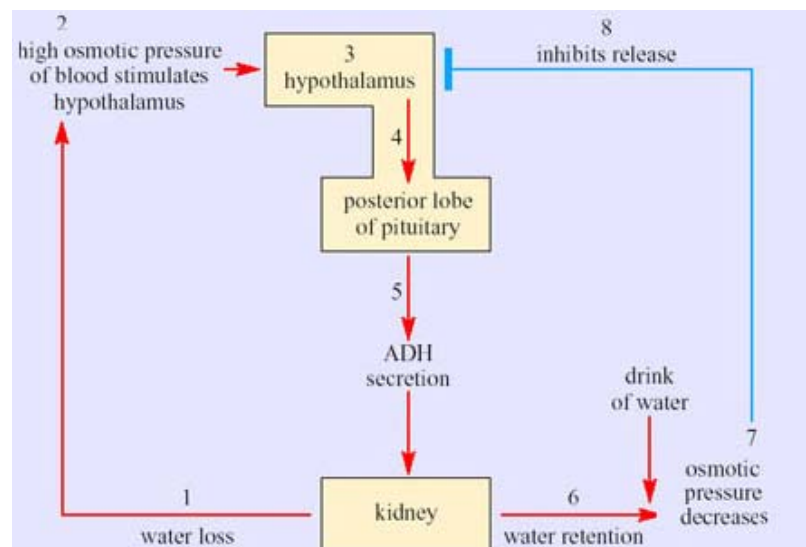 2
high osmotic pressure
of blood stimulates
hypothalamus
3
hypothalamus
8
inhibits release
4
posterior lobe
of pituitary
5
ADH
secretion
drink
of water
7
osmotic
pressure
decreases
1
water loss
kidney
6
water retention